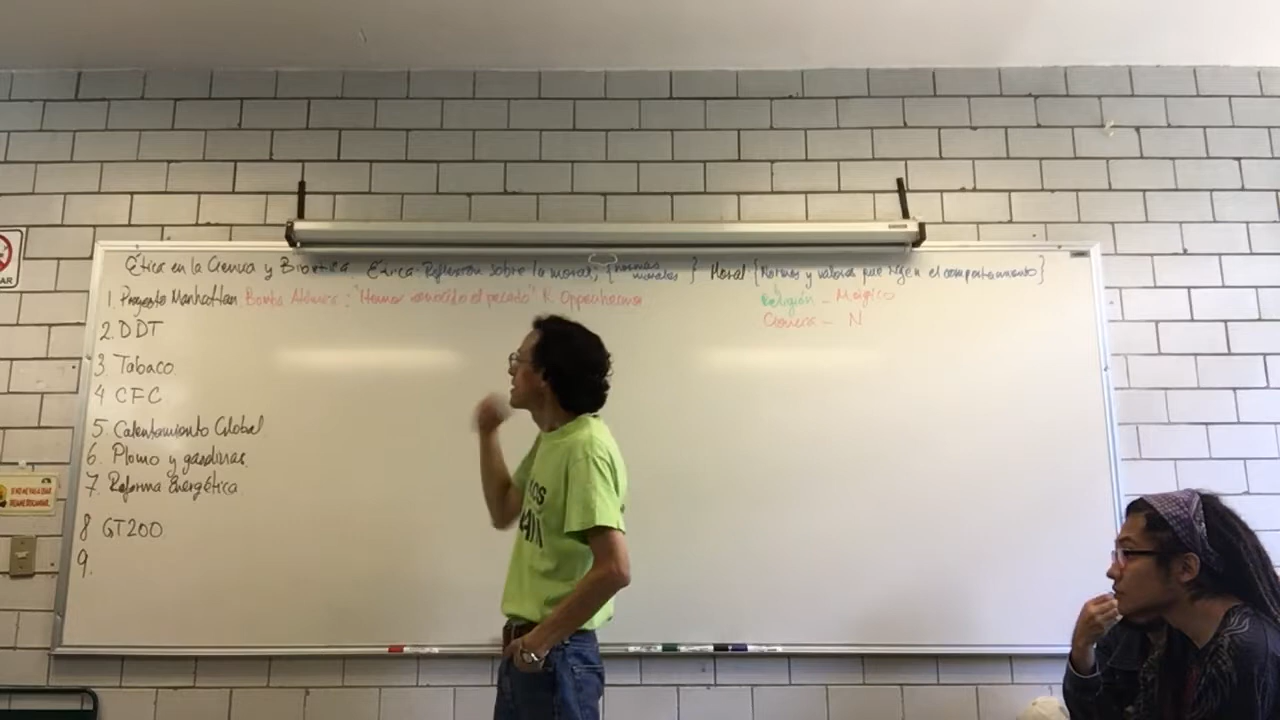 Ética en la Ciencia y Bioética. Ética: Reflexión sobre la moral; {normas morales } Moral {Normas y valores que rigen el comportamiento}
1. Proyecto Manhattan. Bomba Atómica; "Hemos conocido el pecado" R. Oppenheimer
Religión - Mágico
Ciencia - N
2. DDT
3. Tabaco
4 CFC
5. Calentamiento Global
6. Plomo y gasolinas.
7. Reforma Energética
8 GT200
9.